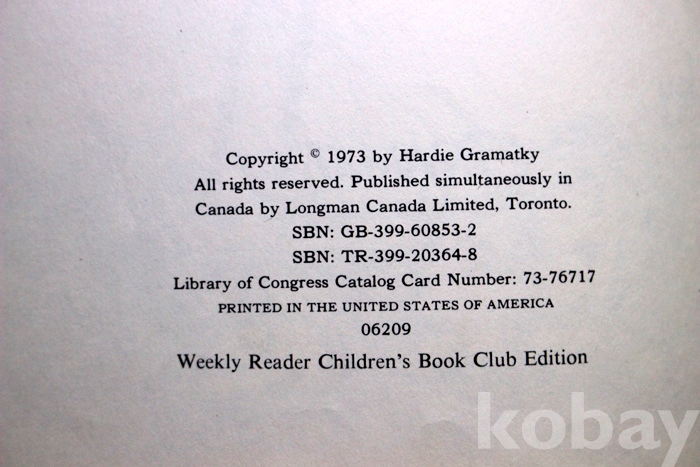 Copyright © 1973 by Hardie Gramatky
All rights reserved. Published simultaneously in
Canada by Longman Canada Limited, Toronto.
SBN: GB-399-60853-2
SBN: TR-399-20364-8
Library of Congress Catalog Card Number: 73-76717
PRINTED IN THE UNITED STATES OF AMERICA
06209
Weekly Reader Children's Book Club Edition
kobay